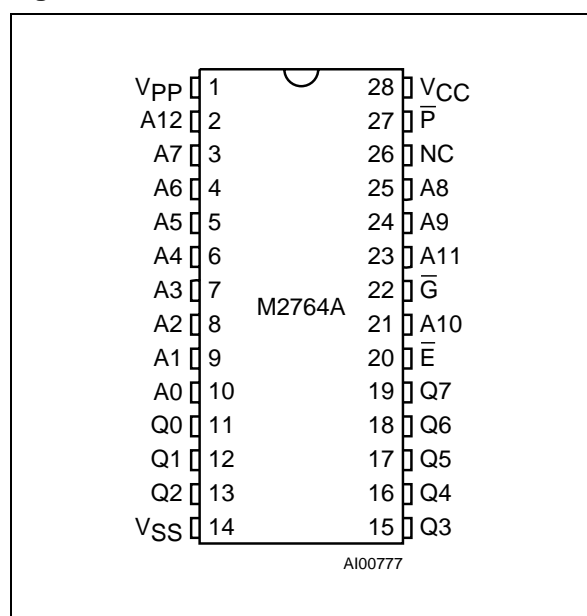 VPP 1 28 VCC
A12 2 27 P̅
A7 3 26 NC
A6 4 25 A8
A5 5 24 A9
A4 6 23 A11
A3 7 22 G̅
M2764A
A2 8 21 A10
A1 9 20 E̅
A0 10 19 Q7
Q0 11 18 Q6
Q1 12 17 Q5
Q2 13 16 Q4
VSS 14 15 Q3
AI00777